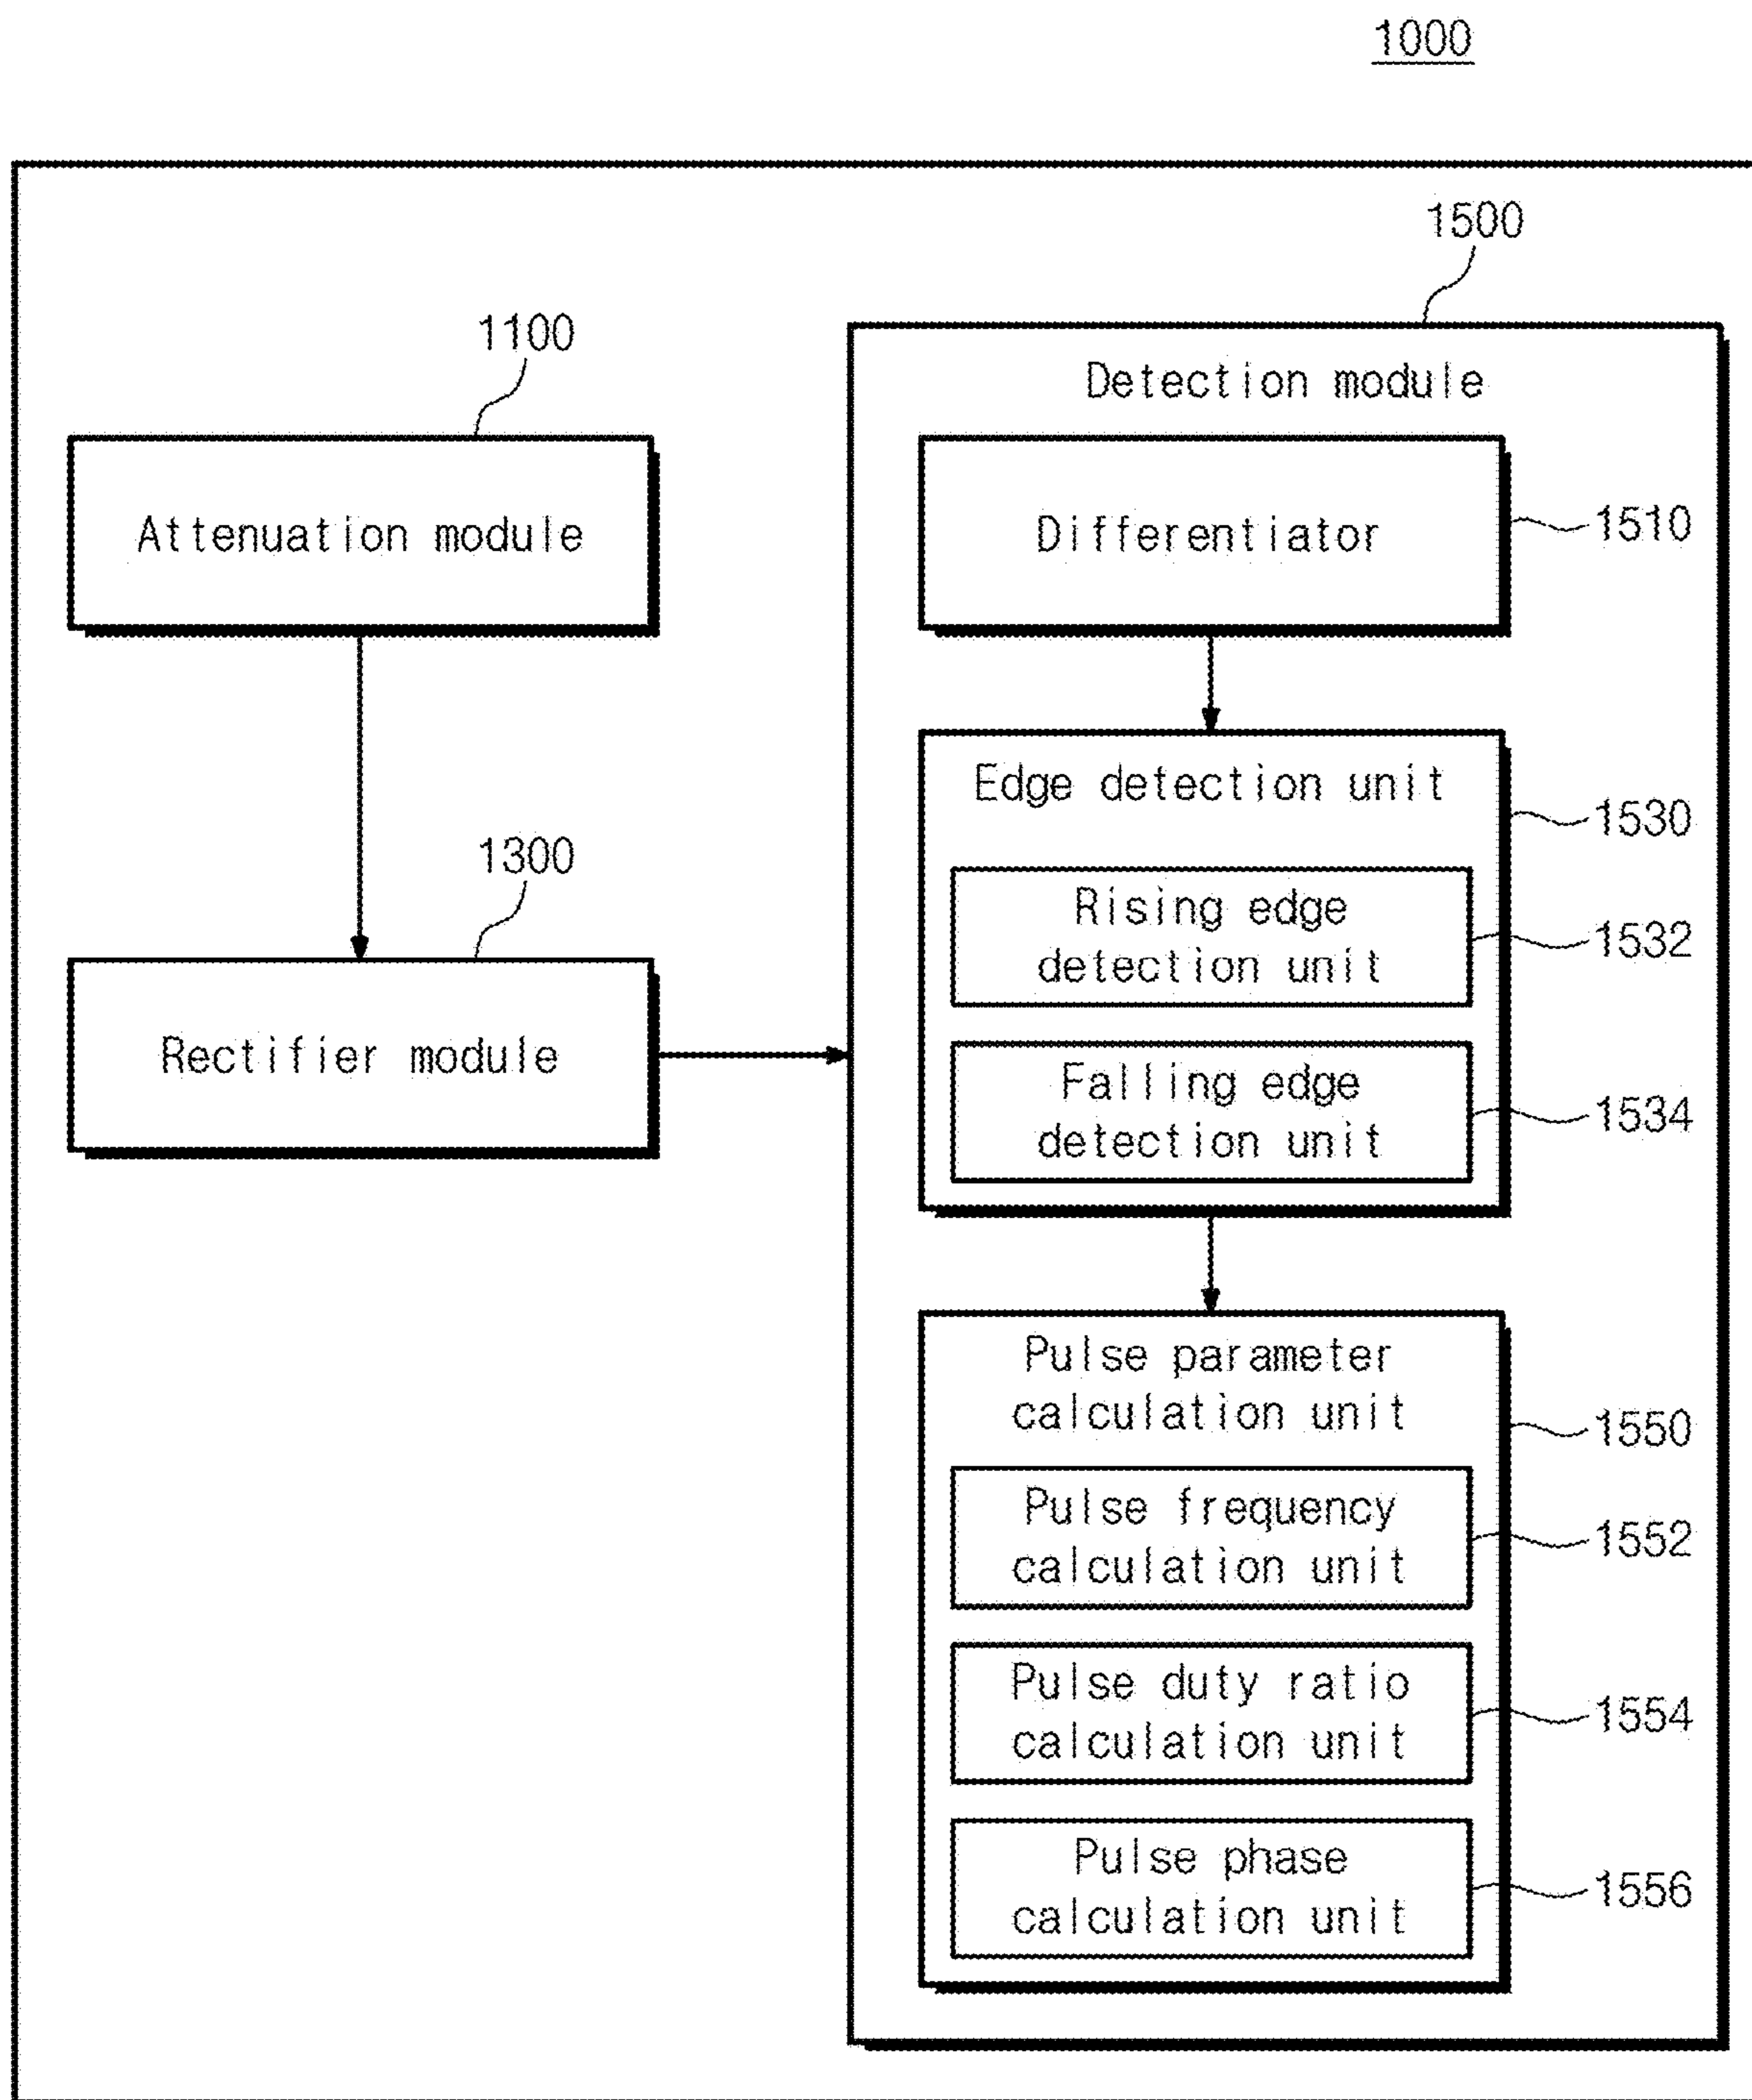 1000
1500
1100
Detection module
Attenuation module
Differentiator
1510
Edge detection unit
1530
1300
Rising edge
detection unit
1532
Rectifier module
Falling edge
detection unit
1534
Pulse parameter
calculation unit
1550
Pulse frequency
calculation unit
1552
Pulse duty ratio
calculation unit
1554
Pulse phase
calculation unit
1556